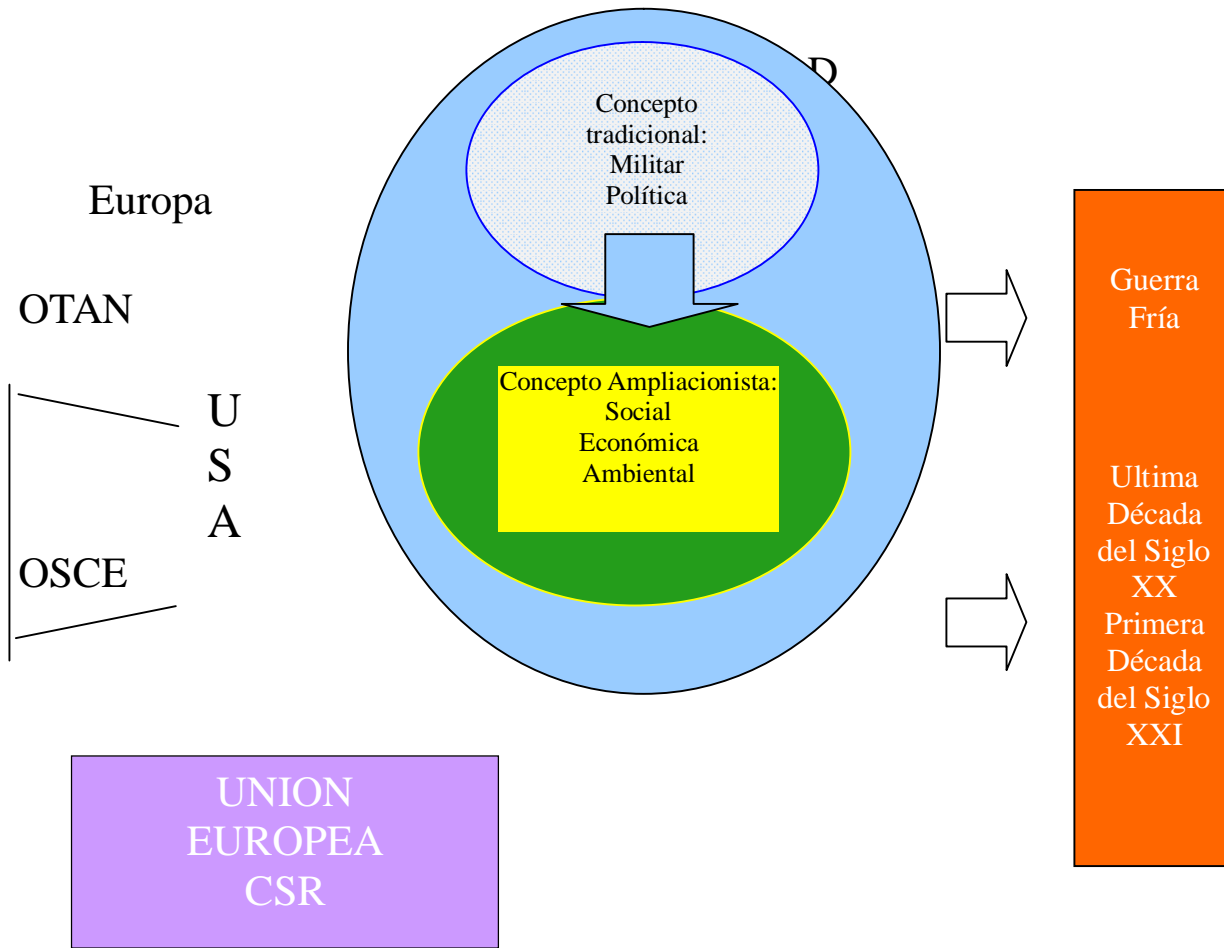 D
Concepto
tradicional:
Militar
Política
Europa
OTAN
U
S
A
OSCE
Concepto Ampliacionista:
Social
Económica
Ambiental
Guerra
Fría
Ultima
Década
del Siglo
XX
Primera
Década
del Siglo
XXI
UNION
EUROPEA
CSR